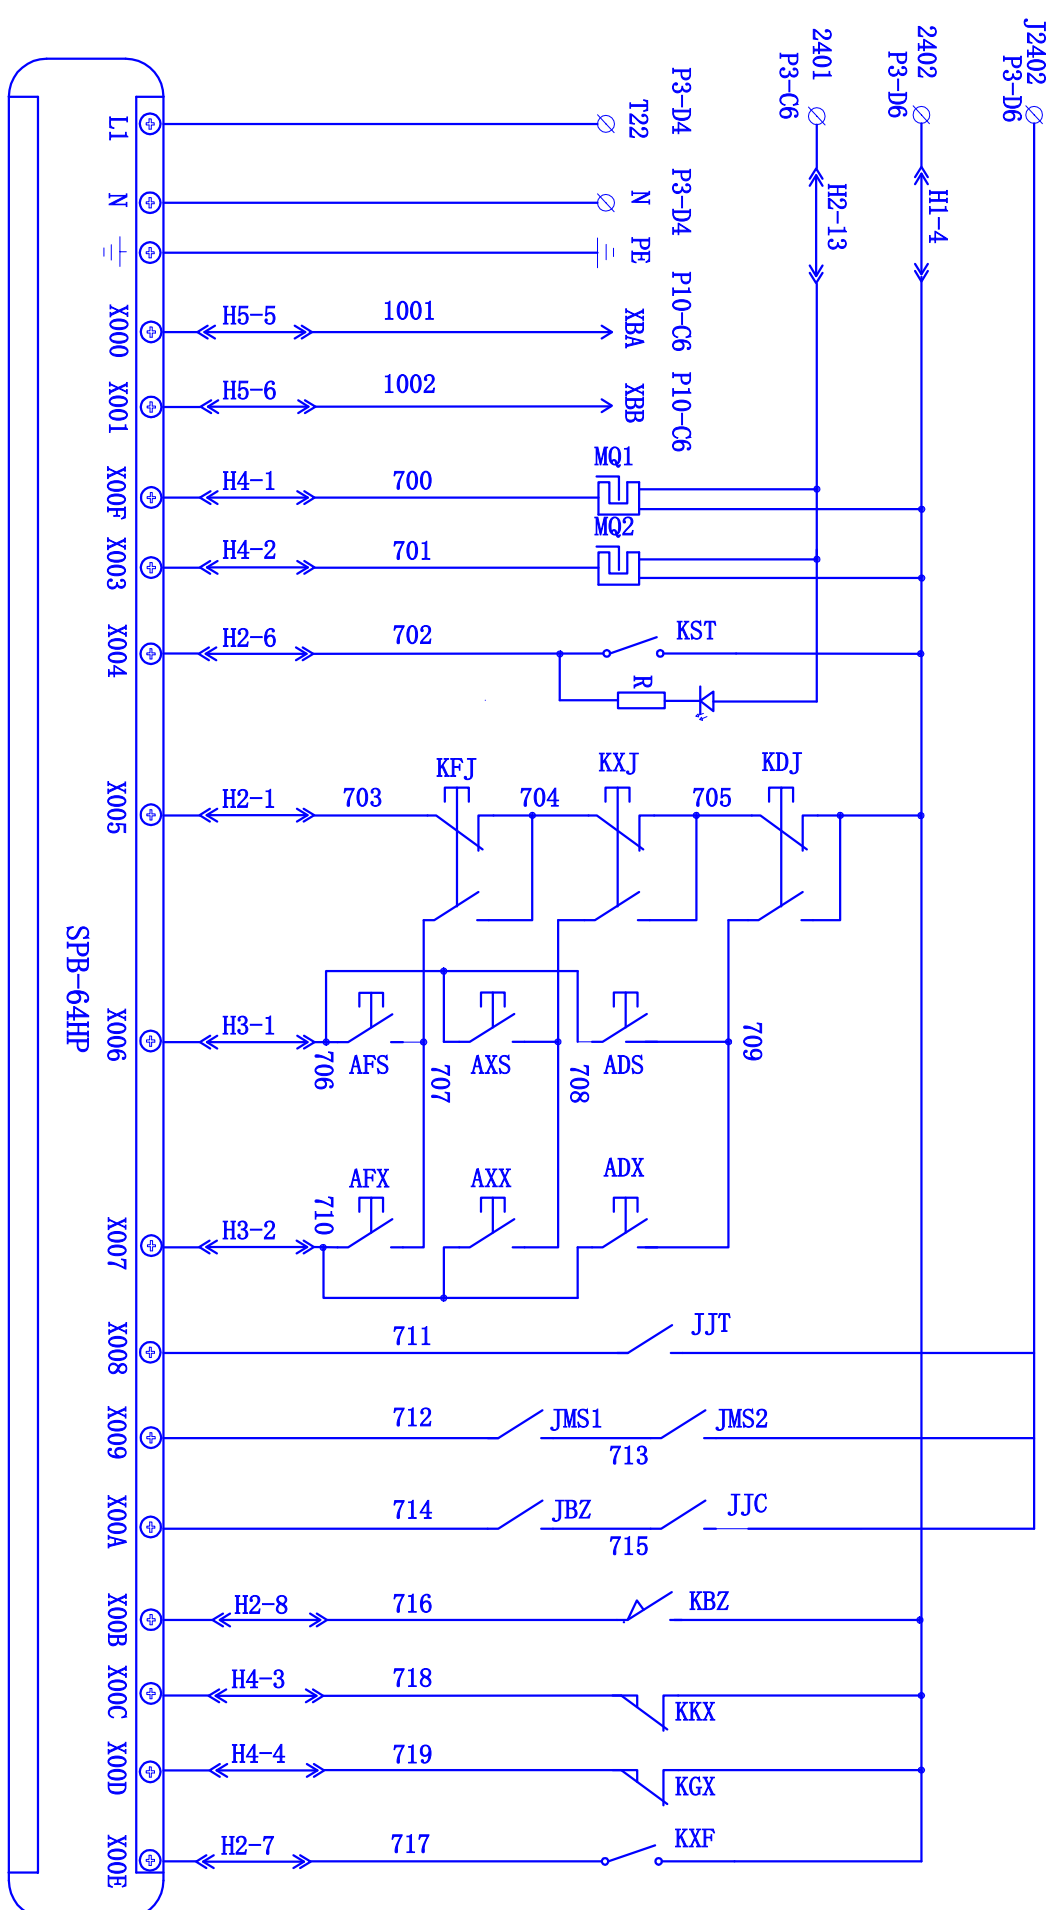 J2402
P3-D6
2402
P3-D6
2401
P3-C6
H1-4
H2-13
P3-D4
T22
L1
P3-D4
N
N
PE
P10-C6
XBA
1001
H5-5
X000
P10-C6
XBB
1002
H5-6
X001
MQ1
700
H4-1
X00F
MQ2
701
H4-2
X003
KST
702
H2-6
X004
R
KFJ
KXJ
KDJ
703
704
705
H2-1
X005
SPB-64HP
H3-1
X006
706
AFS
707
AXS
708
ADS
709
AFX
AXX
ADX
710
H3-2
X007
711
JJT
X008
712
JMS1
713
JMS2
X009
714
JBZ
715
JJC
X00A
H2-8
716
KBZ
X00B
H4-3
718
KKX
X00C
H4-4
719
KGX
X00D
H2-7
717
KXF
X00E